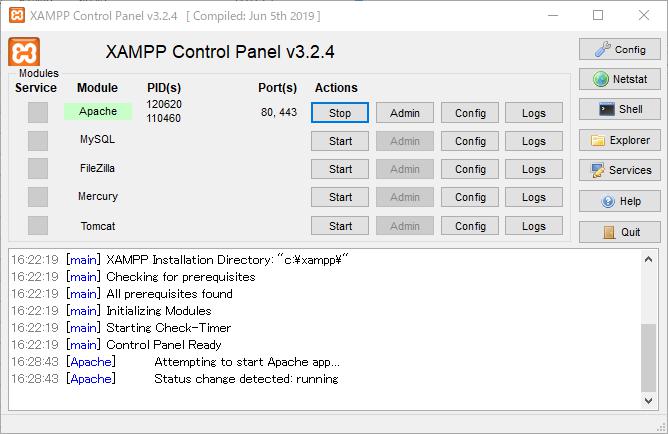 XAMPP Control Panel v3.2.4 [ Compiled: Jun 5th 2019 ]
XAMPP Control Panel v3.2.4
Config
Modules
Service Module PID(s) Port(s) Actions
Netstat
Apache 120620 110460 80, 443 Stop Admin Config Logs
Shell
MySQL Start Admin Config Logs
Explorer
FileZilla Start Admin Config Logs
Services
Mercury Start Admin Config Logs
Help
Tomcat Start Admin Config Logs
Quit
16:22:19 [main] XAMPP Installation Directory: "c:¥xampp¥"
16:22:19 [main] Checking for prerequisites
16:22:19 [main] All prerequisites found
16:22:19 [main] Initializing Modules
16:22:19 [main] Starting Check-Timer
16:22:19 [main] Control Panel Ready
16:28:43 [Apache] Attempting to start Apache app...
16:28:43 [Apache] Status change detected: running